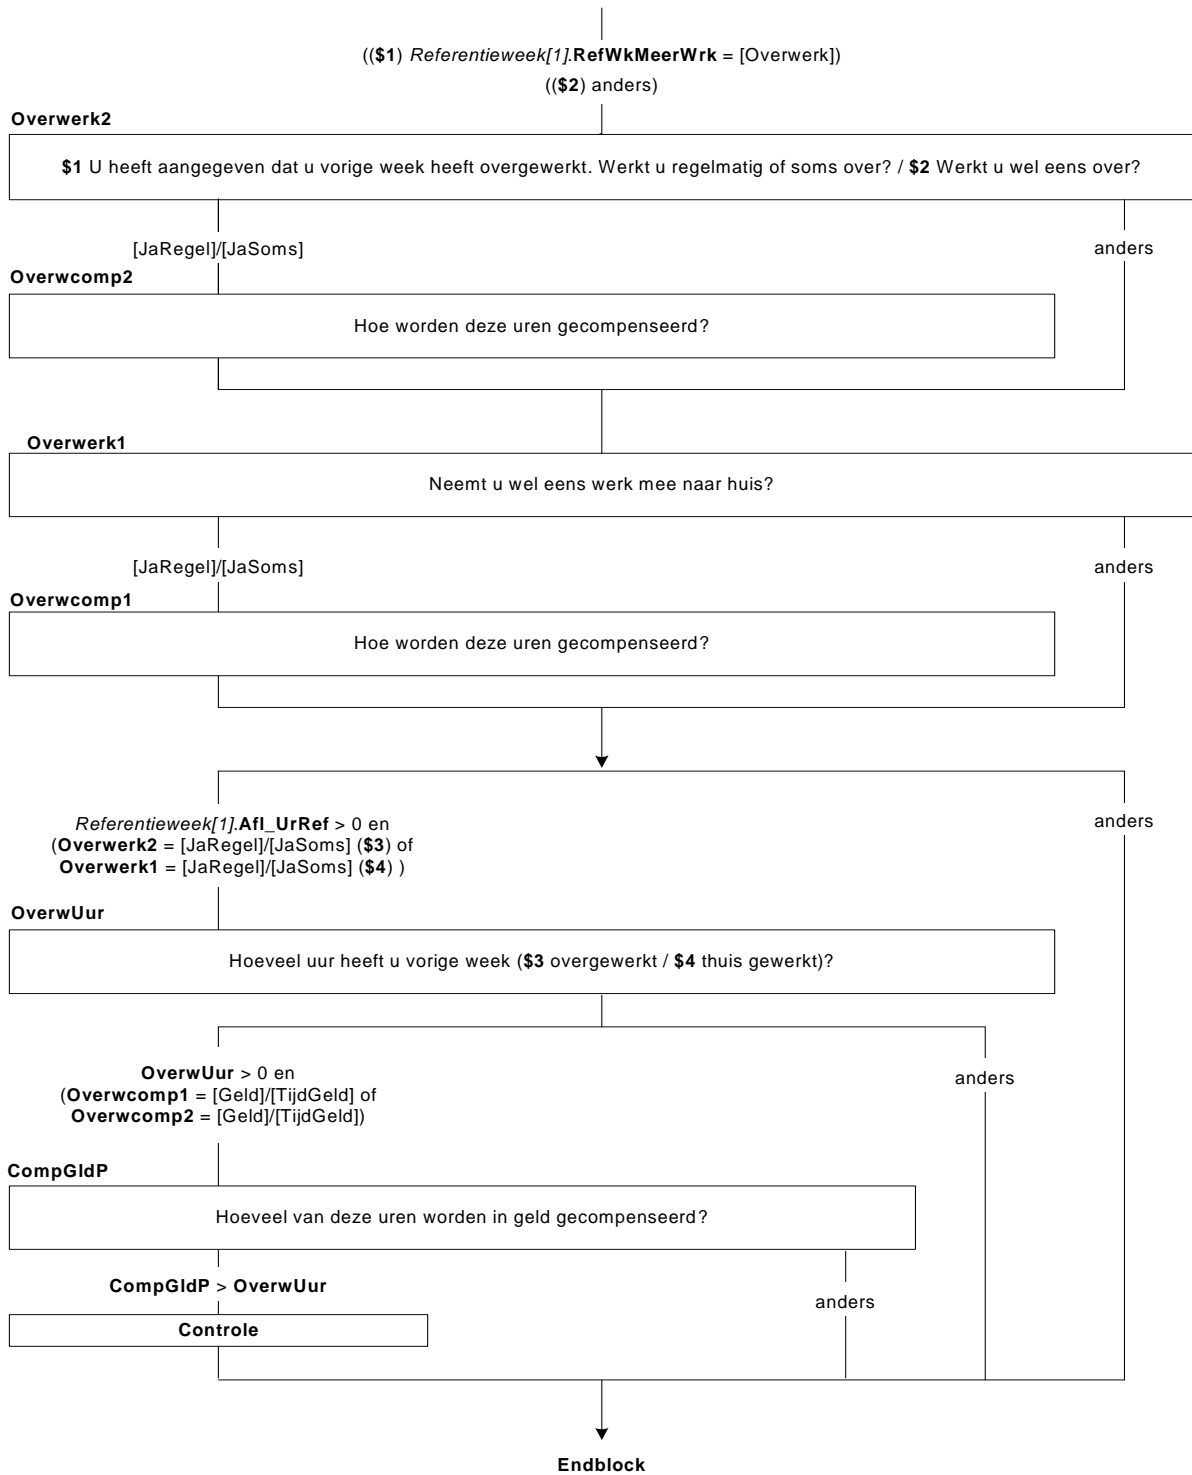 (($1) Referentieweek[1].RefWkMeerWrk = [Overwerk])
(($2) anders)
Overwerk2
$1 U heeft aangegeven dat u vorige week heeft overgewerkt. Werkt u regelmatig of soms over? / $2 Werkt u wel eens over?
[JaRegel]/[JaSoms]
anders
Overwcomp2
Hoe worden deze uren gecompenseerd?
Overwerk1
Neemt u wel eens werk mee naar huis?
[JaRegel]/[JaSoms]
anders
Overwcomp1
Hoe worden deze uren gecompenseerd?
Referentieweek[1].Afl_UrRef > 0 en
(Overwerk2 = [JaRegel]/[JaSoms] ($3) of
Overwerk1 = [JaRegel]/[JaSoms] ($4) )
anders
OverwUur
Hoeveel uur heeft u vorige week ($3 overgewerkt / $4 thuis gewerkt)?
OverwUur > 0 en
(Overwcomp1 = [Geld]/[TijdGeld] of
Overwcomp2 = [Geld]/[TijdGeld])
anders
CompGldP
Hoeveel van deze uren worden in geld gecompenseerd?
CompGldP > OverwUur
anders
Controle
Endblock